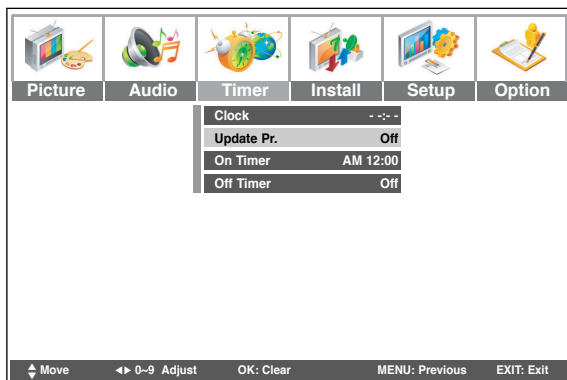 Picture Audio Timer Install Setup Option
Clock - -:- -
Update Pr. Off
On Timer AM 12:00
Off Timer Off
Move 0~9 Adjust OK: Clear MENU: Previous EXIT: Exit